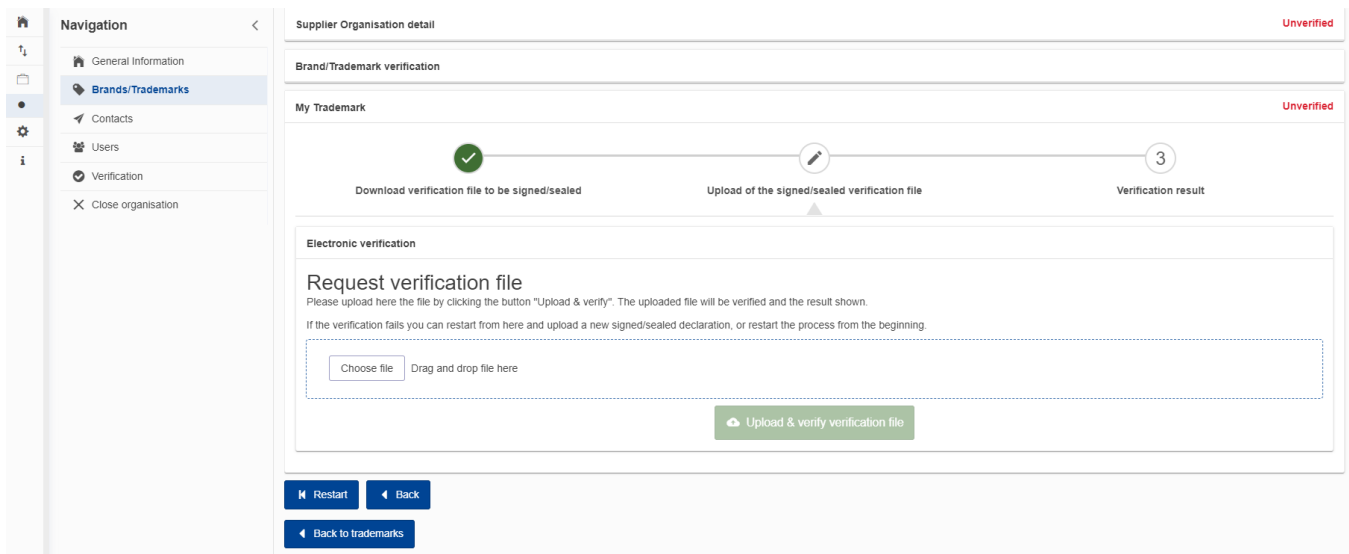 Navigation
General Information
Brands/Trademarks
Contacts
Users
Verification
Close organisation
Supplier Organisation detail
Unverified
Brand/Trademark verification
My Trademark
Unverified
3
Download verification file to be signed/sealed
Upload of the signed/sealed verification file
Verification result
Electronic verification
Request verification file
Please upload here the file by clicking the button "Upload & verify". The uploaded file will be verified and the result shown.
If the verification fails you can restart from here and upload a new signed/sealed declaration, or restart the process from the beginning.
Choose file
Drag and drop file here
Upload & verify verification file
Restart
Back
Back to trademarks